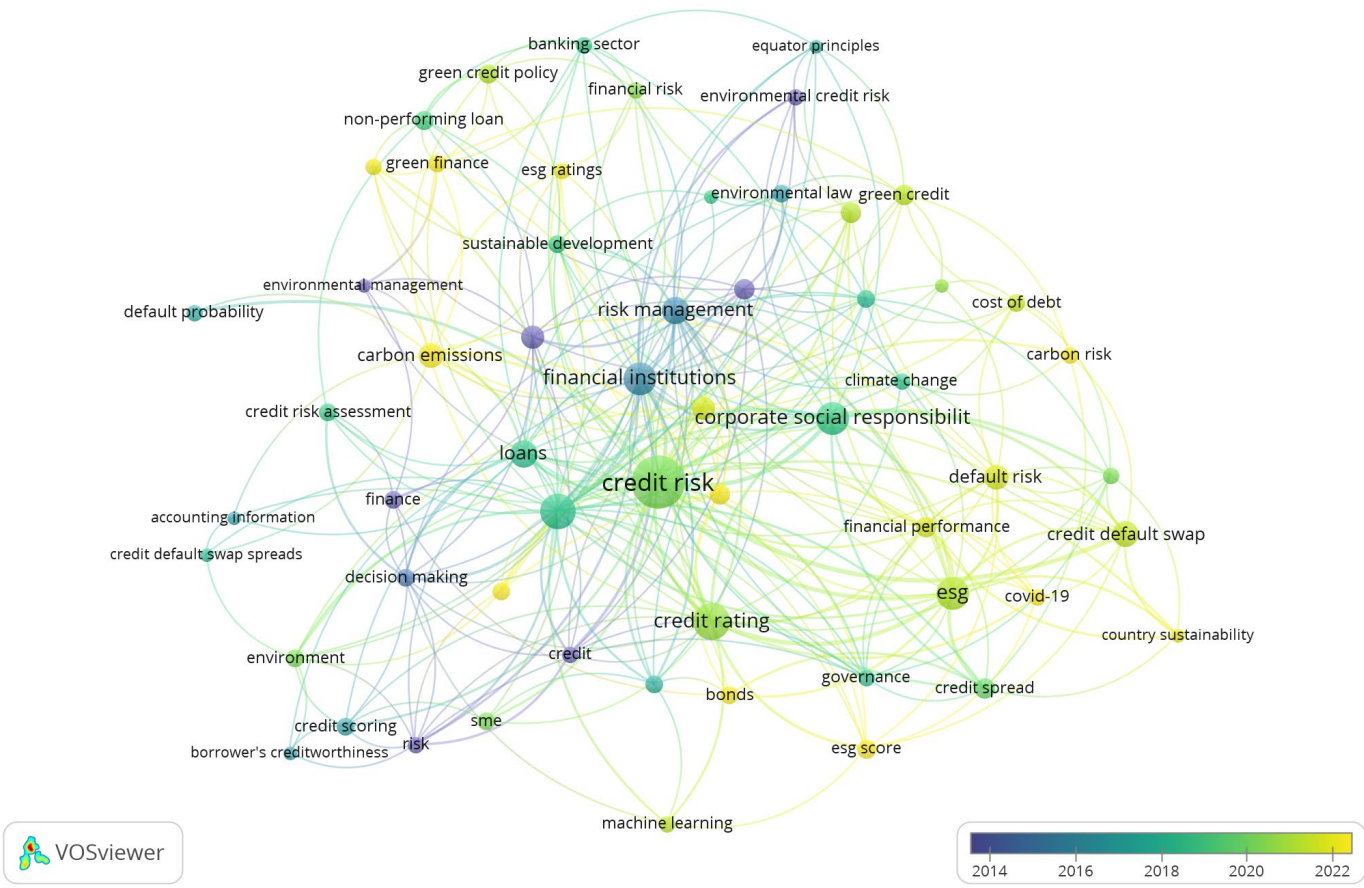 banking sector
equator principles
green credit policy
financial risk
environmental credit risk
non-performing loan
green finance
esg ratings
environmental law
green credit
sustainable development
environmental management
default probability
risk management
cost of debt
carbon emissions
carbon risk
financial institutions
climate change
credit risk assessment
corporate social responsibilit
loans
credit risk
default risk
finance
accounting information
financial performance
credit default swap
credit default swap spreads
decision making
esg
covid-19
credit rating
country sustainability
environment
credit
governance
credit spread
bonds
sme
credit scoring
risk
borrower's creditworthiness
esg score
machine learning
VOSviewer
2014 2016 2018 2020 2022